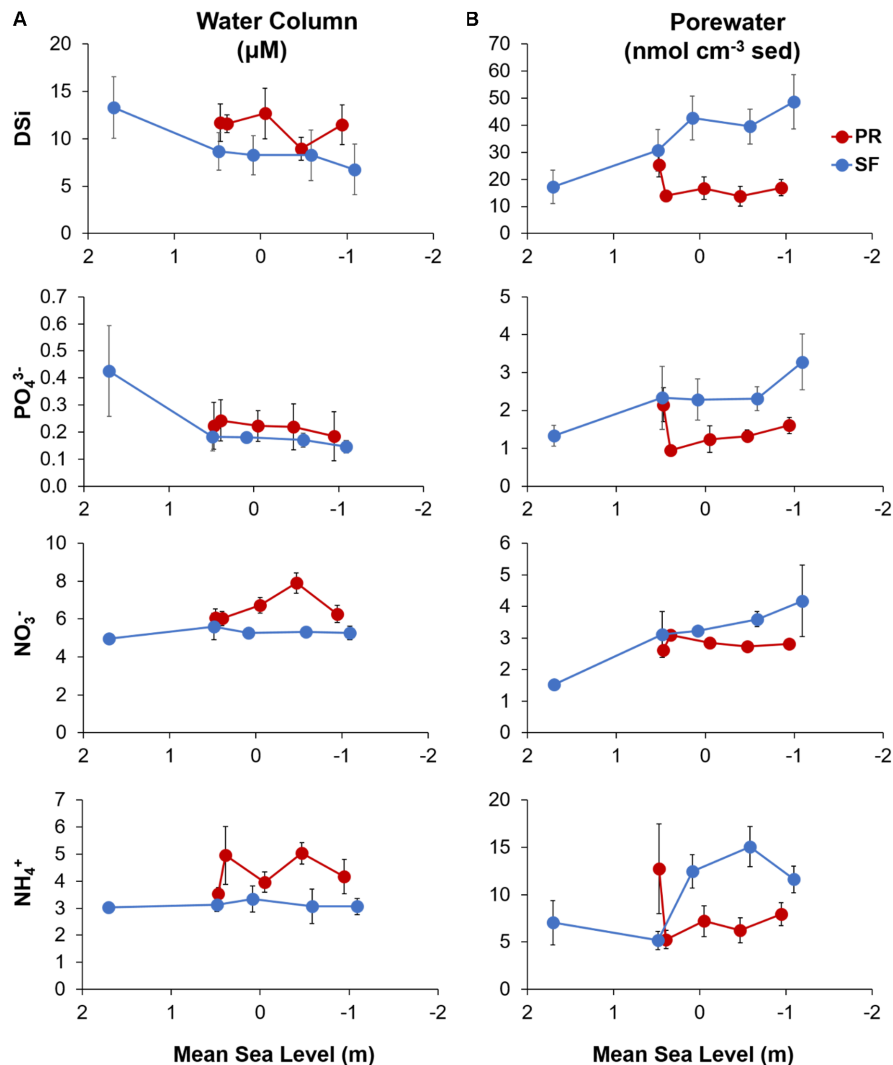 A
Water Column
(µM)
B
Porewater
(nmol cm⁻³ sed)
DSi
20
15
10
5
0
2 1 0 -1 -2
70
60
50
40
30
20
10
0
2 1 0 -1 -2
PR
SF
PO₄³⁻
0.7
0.6
0.5
0.4
0.3
0.2
0.1
0.0
2 1 0 -1 -2
5
4
3
2
1
0
2 1 0 -1 -2
NO₃⁻
10
8
6
4
2
0
2 1 0 -1 -2
6
5
4
3
2
1
0
2 1 0 -1 -2
NH₄⁺
7
6
5
4
3
2
1
0
2 1 0 -1 -2
20
15
10
5
0
2 1 0 -1 -2
Mean Sea Level (m)
Mean Sea Level (m)